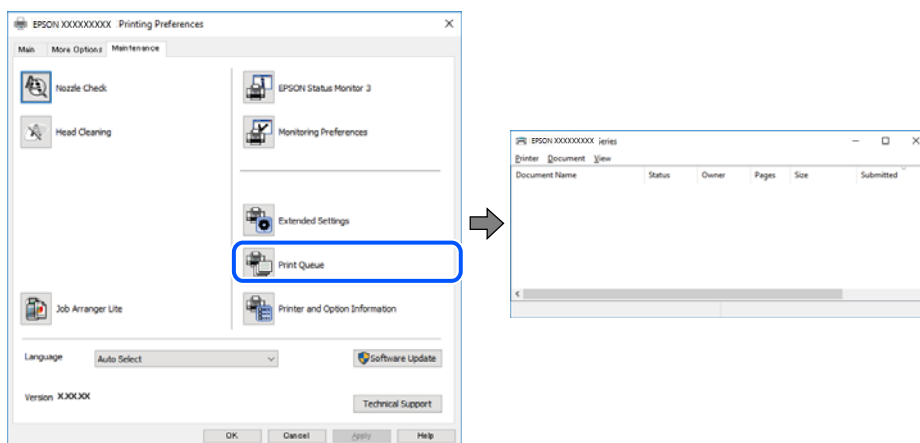 EPSON XXXXXXXXX Printing Preferences
Main More Options Maintenance
Nozzle Check
Head Cleaning
Job Arranger Lite
EPSON Status Monitor 3
Monitoring Preferences
Extended Settings
Print Queue
Printer and Option Information
Language Auto Select Software Update
Version X.XX.XX
Technical Support
OK Cancel Apply Help
EPSON XXXXXXXXX ieries
Printer Document View
Document Name Status Owner Pages Size Submitted